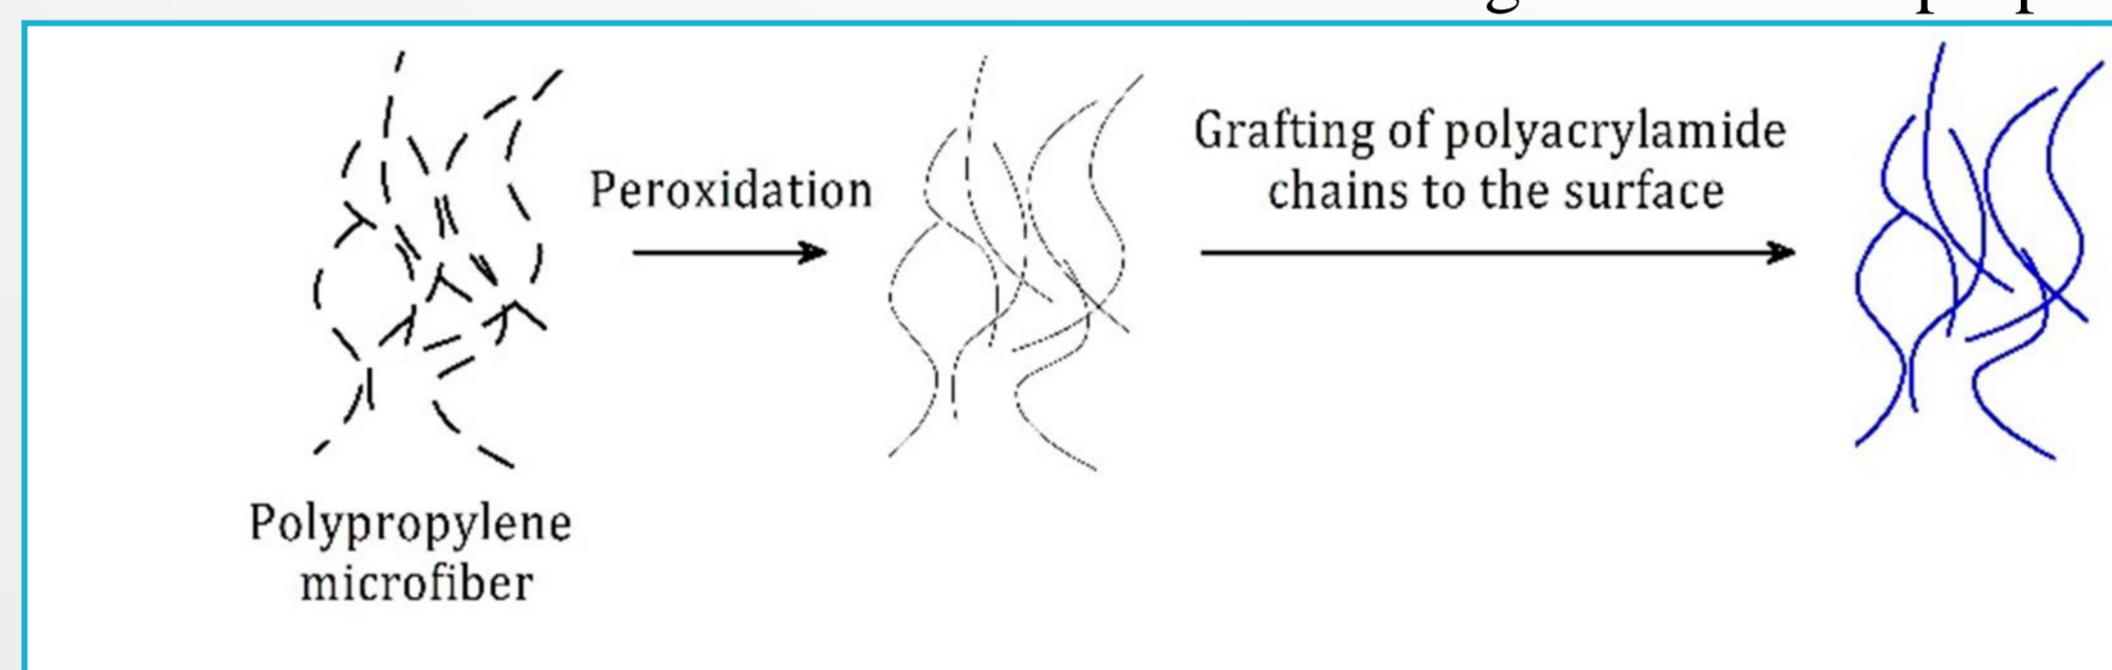 Peroxidation
Grafting of polyacrylamide
chains to the surface
Polypropylene
microfiber